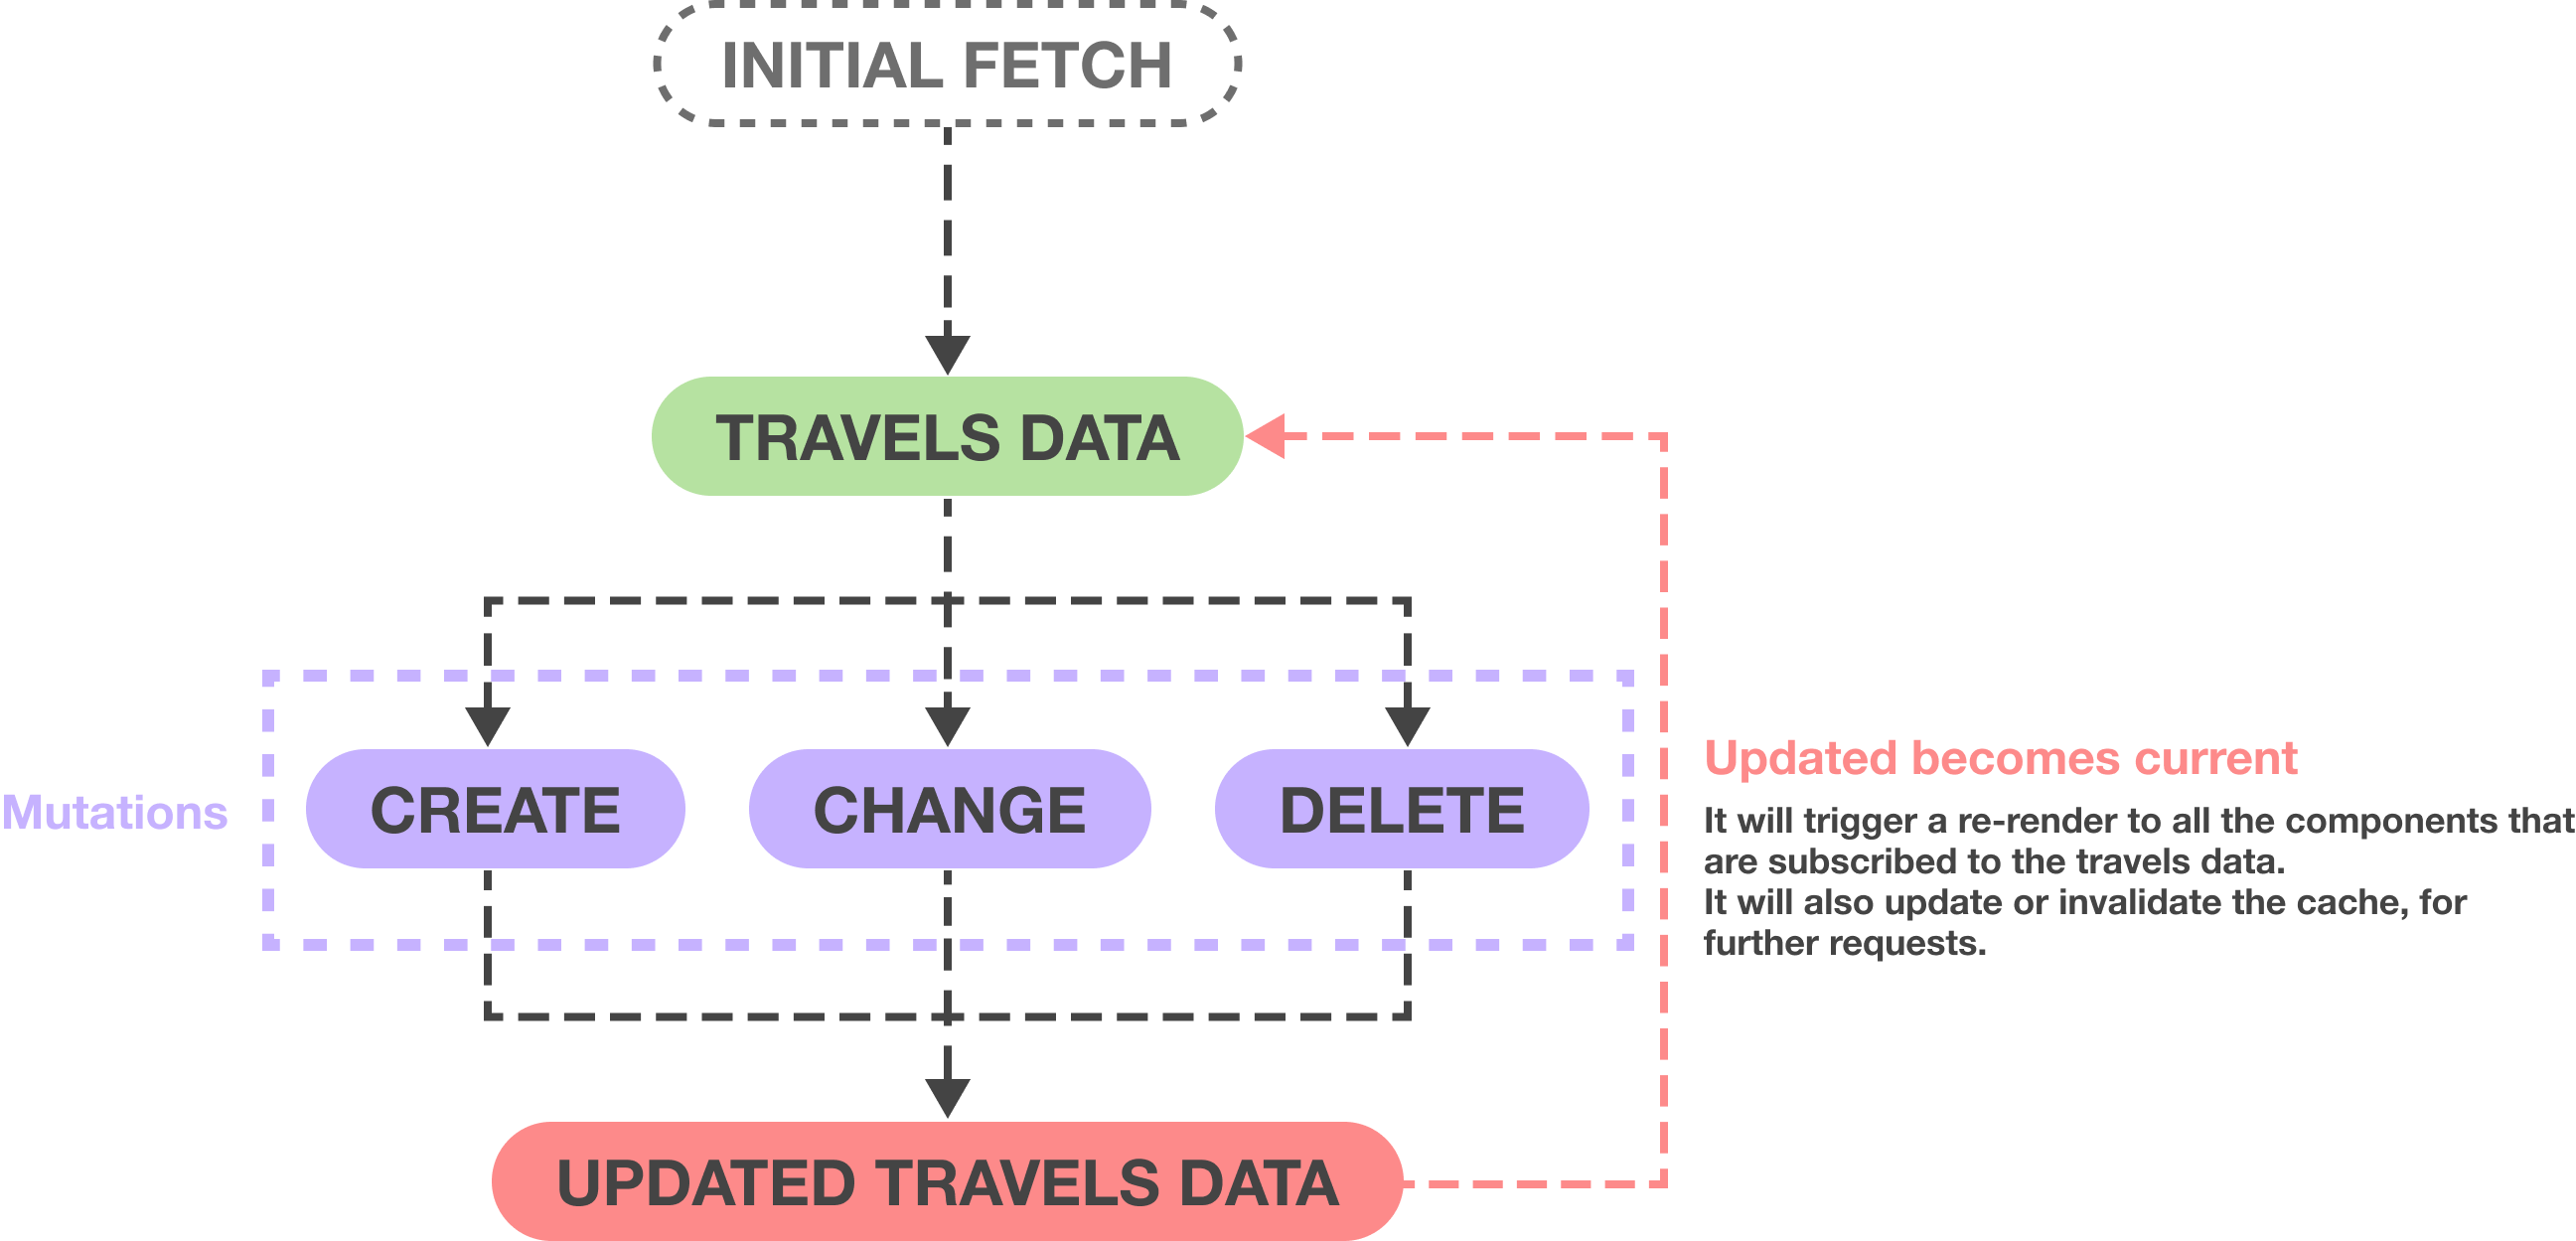 INITIAL FETCH
TRAVELS DATA
Mutations
CREATE
CHANGE
DELETE
Updated becomes current
It will trigger a re-render to all the components that
are subscribed to the travels data.
It will also update or invalidate the cache, for
further requests.
UPDATED TRAVELS DATA